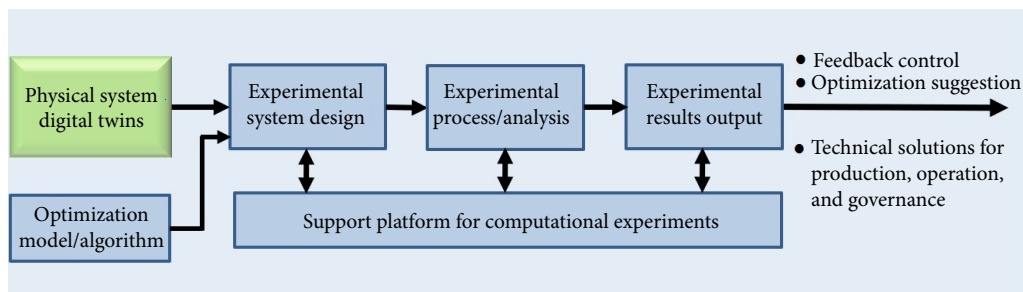 Physical system
digital twins
Optimization
model/algorithm
Experimental
system design
Experimental
process/analysis
Experimental
results output
Support platform for computational experiments
● Feedback control
● Optimization suggestion
● Technical solutions for
production, operation,
and governance